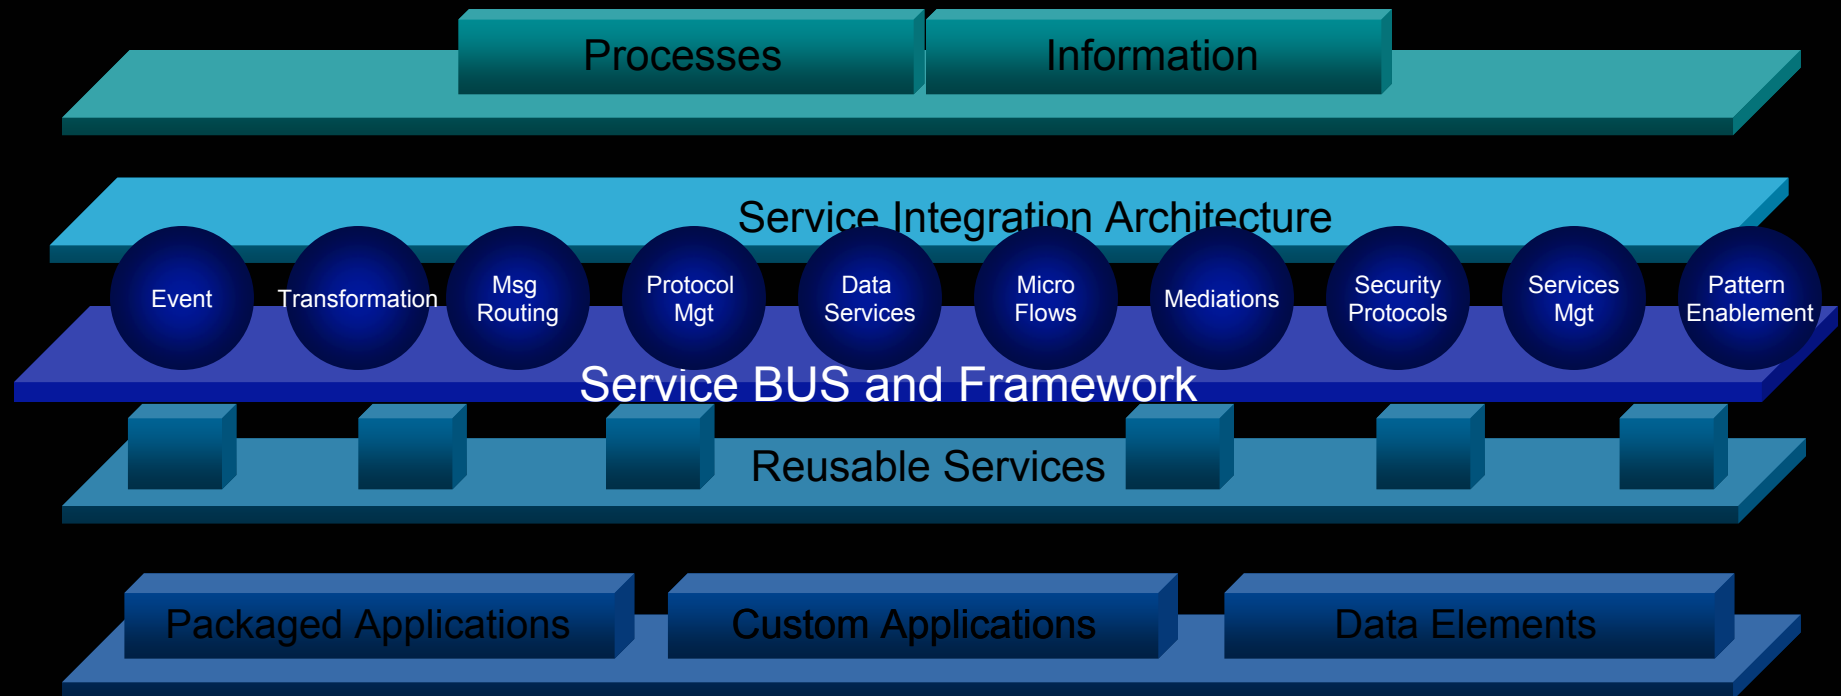 Processes
Information
Service Integration Architecture
Event
Transformation
Msg
Routing
Protocol
Mgt
Data
Services
Micro
Flows
Mediations
Security
Protocols
Services
Mgt
Pattern
Enablement
Service BUS and Framework
Reusable Services
Packaged Applications
Custom Applications
Data Elements